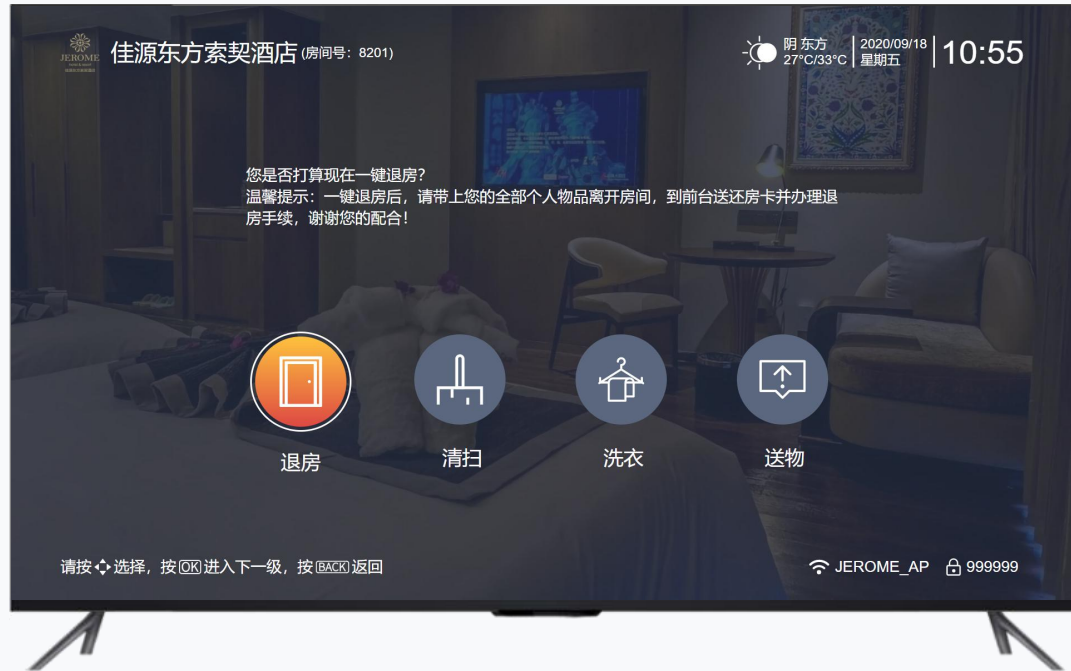 JEROME
佳源东方索契酒店 (房间号：8201)
阴 东方
27°C/33°C
2020/09/18
星期五
10:55
您是否打算现在一键退房？
温馨提示：一键退房后，请带上您的全部个人物品离开房间，到前台送还房卡并办理退
房手续，谢谢您的配合！
退房
清扫
洗衣
送物
请按选择，按OK进入下一级，按BACK返回
JEROME_AP
999999